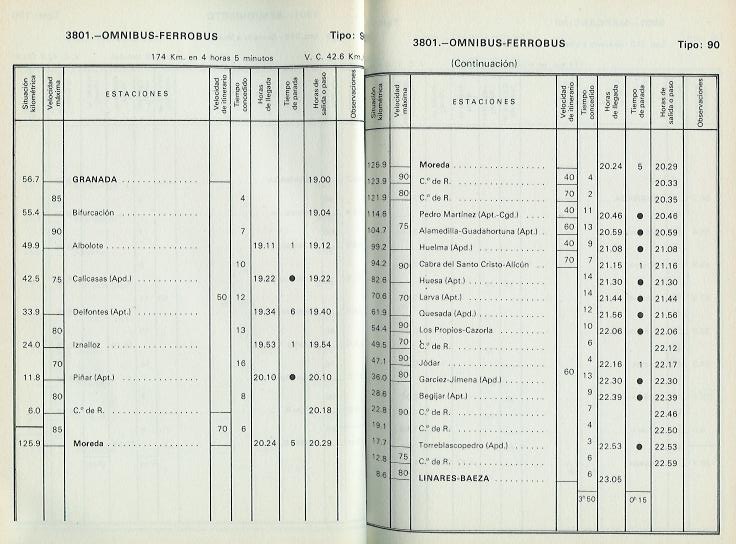 3801.—OMNIBUS-FERROBUS Tipo: 9
174 Km. en 4 horas 5 minutos V. C. 42.6 Km.
Situación kilométrica Velocidad máxima ESTACIONES Velocidad de itinerario Tiempo concedido Horas de llegada Tiempo de parada Horas de salida o paso Observaciones
56.7 GRANADA 19.00
85 4
55.4 Bifurcación 19.04
90 7
49.9 Albolote 19.11 1 19.12
10
42.5 75 Calicasas (Apd.) 19.22 ● 19.22
50 12
33.9 Deifontes (Apt.) 19.34 6 19.40
80 13
24.0 Iznalloz 19.53 1 19.54
70 16
11.8 Piñar (Apt.) 20.10 ● 20.10
80 8
6.0 C.º de R. 20.18
85 70 6
125.9 Moreda 20.24 5 20.29
3801.—OMNIBUS-FERROBUS Tipo: 90
(Continuación)
Situación kilométrica Velocidad máxima ESTACIONES Velocidad de itinerario Tiempo concedido Horas de llegada Tiempo de parada Horas de salida o paso Observaciones
125.9 Moreda 20.24 5 20.29
90 40 4
123.9 C.º de R. 20.33
80 70 2
121.9 C.º de R. 20.35
40 11
114.6 Pedro Martínez (Apt.-Cgd.) 20.46 ● 20.46
75 60 13
104.7 Alamedilla-Guadahortuna (Apt.) 20.59 ● 20.59
40 9
99.2 Huelma (Apd.) 21.08 ● 21.08
70 7
94.2 Cabra del Santo Cristo-Alicún 21.15 1 21.16
90 14
82.6 Huesa (Apt.) 21.30 ● 21.30
14
70.6 70 Larva (Apt.) 21.44 ● 21.44
12
61.9 Quesada (Apd.) 21.56 ● 21.56
90 10
54.4 Los Propios-Cazorla 22.06 ● 22.06
70 6
49.5 C.º de R. 22.12
90 4
47.1 Jódar 22.16 1 22.17
80 60 13
36.0 Garcíez-Jimena (Apd.) 22.30 ● 22.30
9
28.6 Begíjar (Apt.) 22.39 ● 22.39
90 7
22.8 C.º de R. 22.46
4
19.1 C.º de R. 22.50
3
17.7 Torreblascopedro (Apd.) 22.53 ● 22.53
75 6
12.8 C.º de R. 22.59
80 6
8.6 LINARES-BAEZA 23.05
3º50 0º15